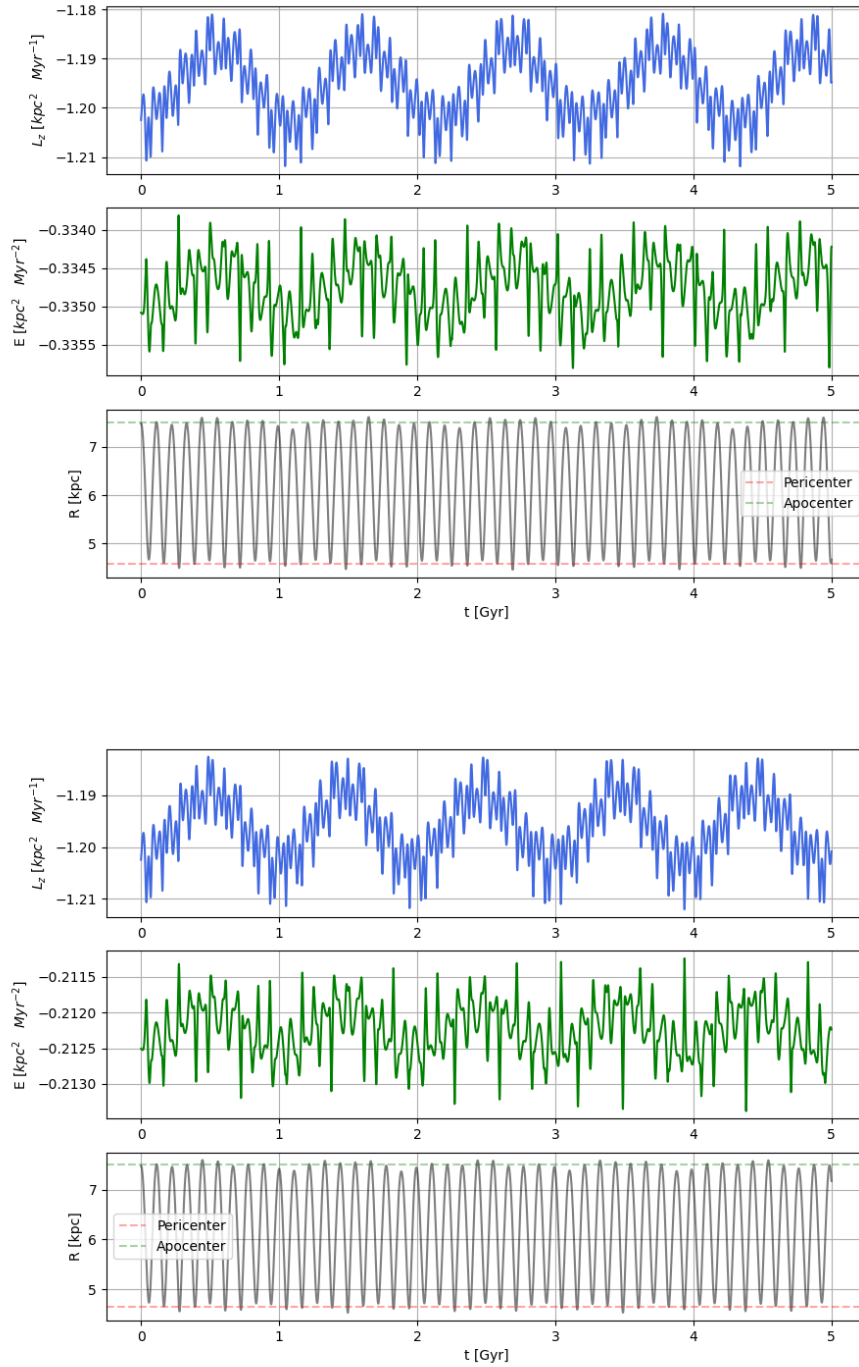 −1.18
−1.19
−1.20
−1.21
L_z [kpc² Myr⁻¹]
0 1 2 3 4 5
−0.3340
−0.3345
−0.3350
−0.3355
E [kpc² Myr⁻²]
0 1 2 3 4 5
7
6
5
R [kpc]
Pericenter
Apocenter
0 1 2 3 4 5
t [Gyr]
−1.19
−1.20
−1.21
L_z [kpc² Myr⁻¹]
0 1 2 3 4 5
−0.2115
−0.2120
−0.2125
−0.2130
E [kpc² Myr⁻²]
0 1 2 3 4 5
7
6
5
R [kpc]
Pericenter
Apocenter
0 1 2 3 4 5
t [Gyr]